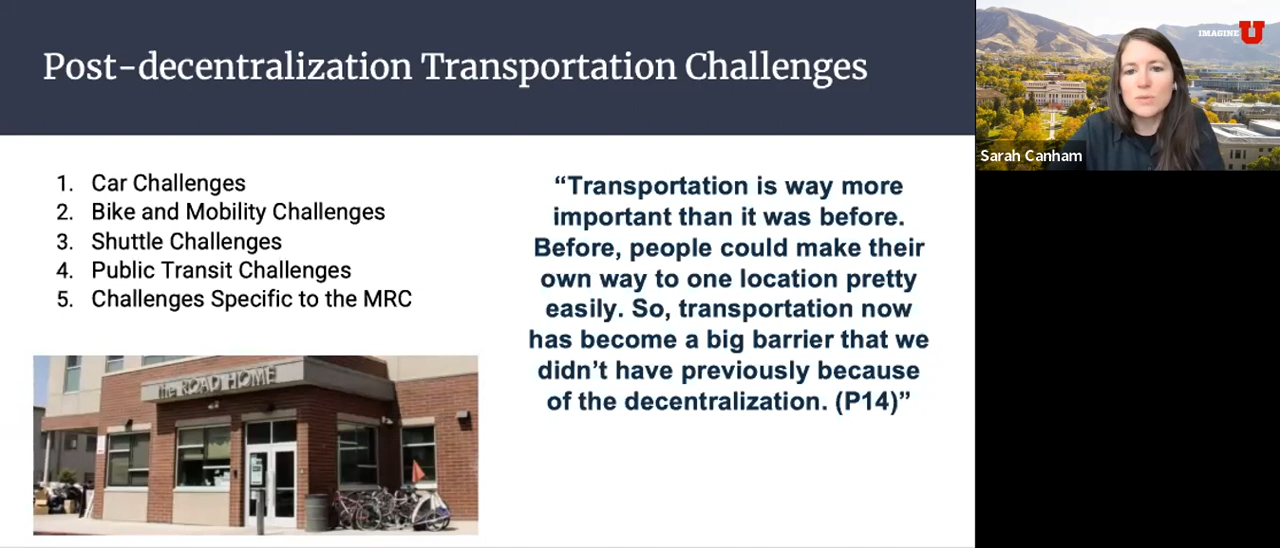 Post-decentralization Transportation Challenges
IMAGINE U
Sarah Canham
1. Car Challenges
2. Bike and Mobility Challenges
3. Shuttle Challenges
4. Public Transit Challenges
5. Challenges Specific to the MRC
“Transportation is way more
important than it was before.
Before, people could make their
own way to one location pretty
easily. So, transportation now
has become a big barrier that we
didn’t have previously because
of the decentralization. (P14)”
the ROAD HOME